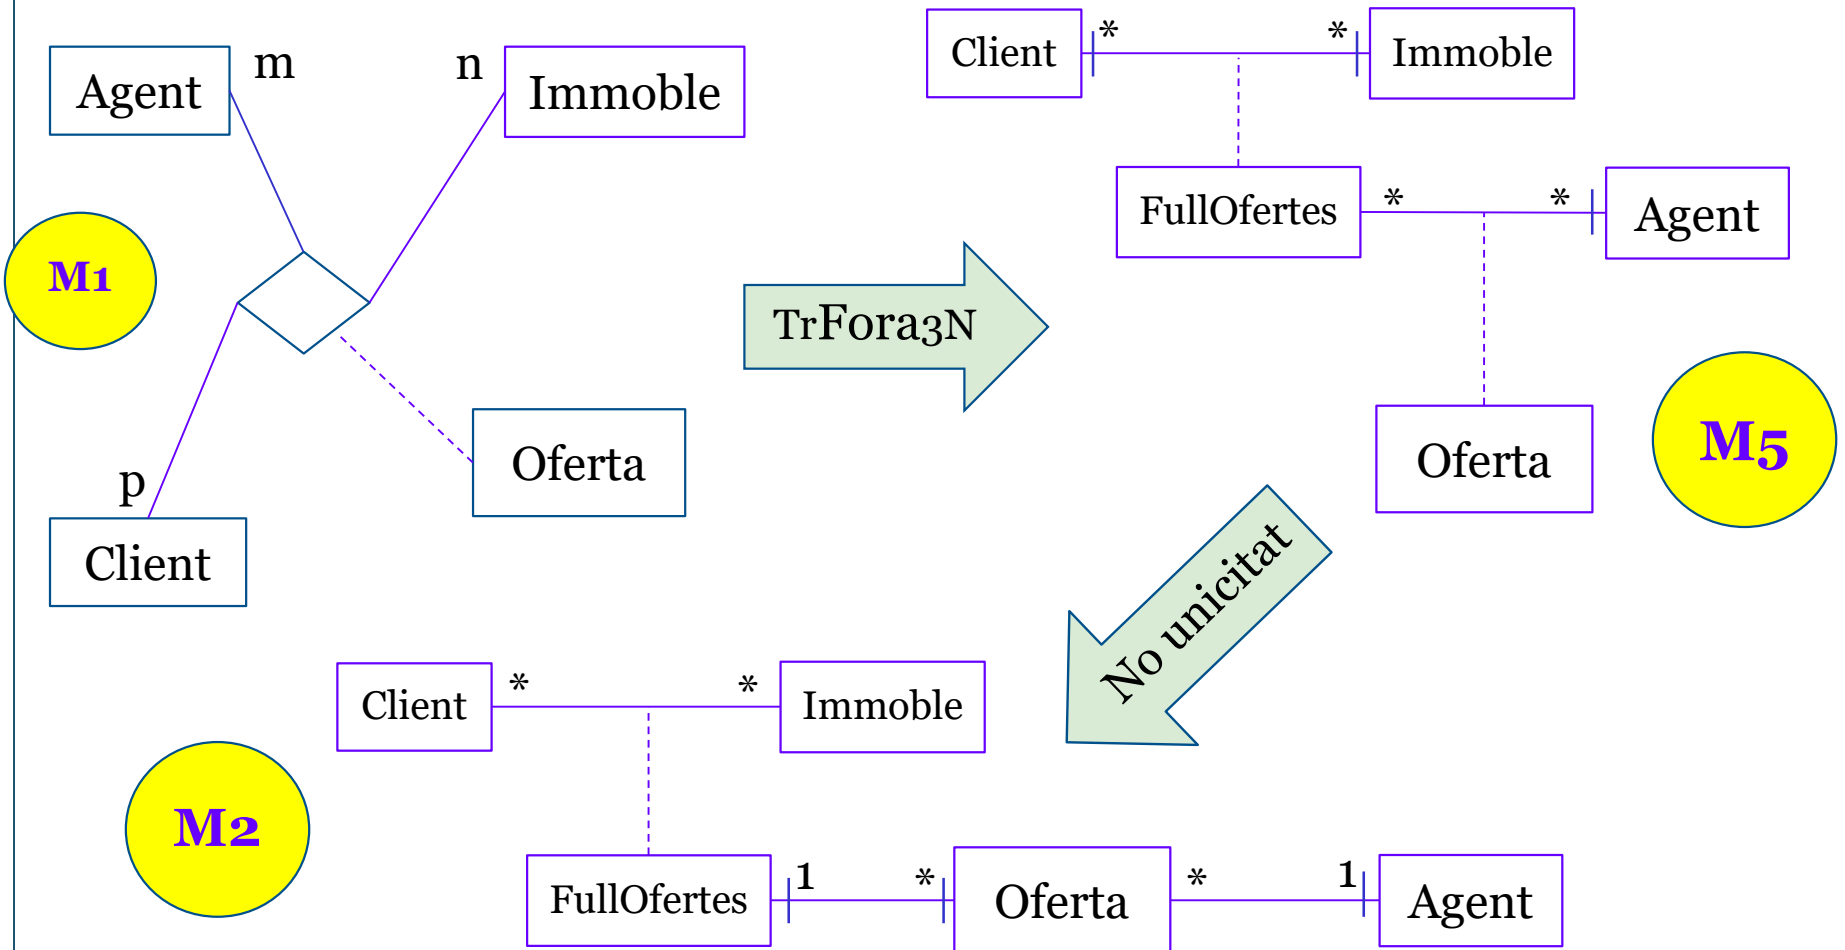 Agent
m
n
Immoble
M1
p
Client
Oferta
TrFora3N
Client
*
*
Immoble
FullOfertes
*
*
Agent
Oferta
M5
No unicitat
Client
*
*
Immoble
M2
FullOfertes
1
*
Oferta
*
1
Agent